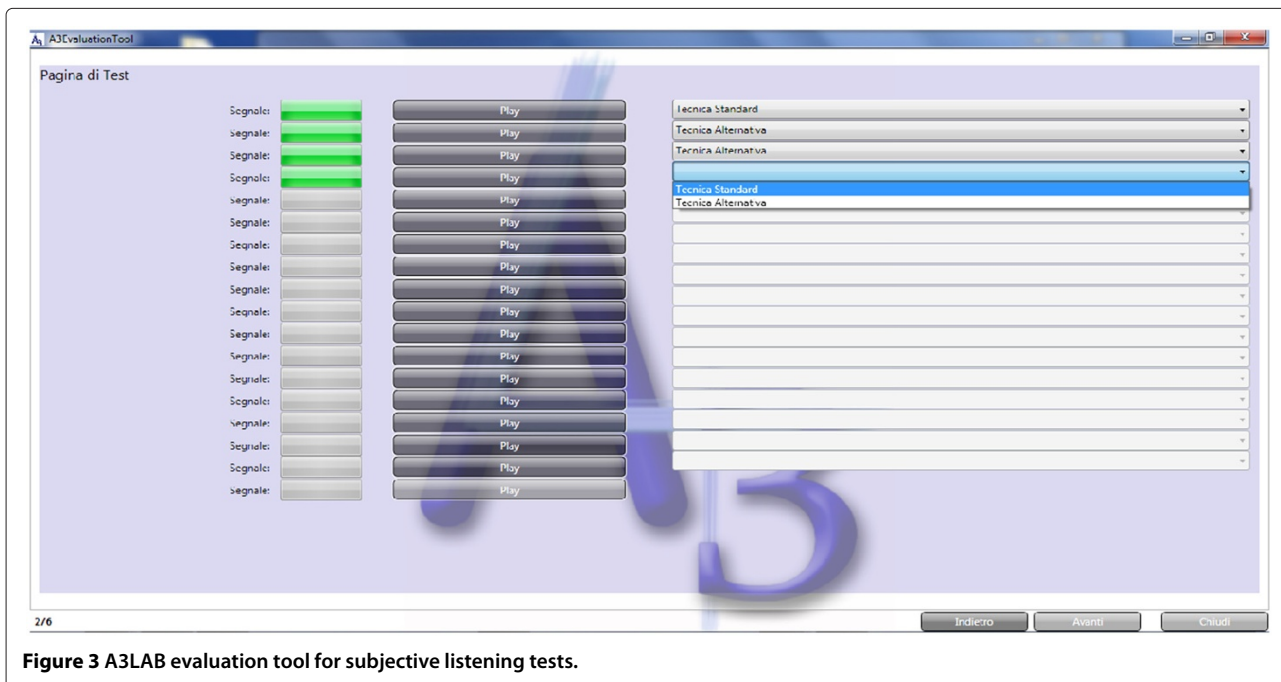 A3EvaluationTool
Pagina di Test
Segnale: Play Tecnica Standard
Segnale: Play Tecnica Alternativa
Segnale: Play Tecnica Alternativa
Segnale: Play
Tecnica Standard
Segnale: Play Tecnica Alternativa
Segnale: Play
Segnale: Play
Segnale: Play
Segnale: Play
Segnale: Play
Segnale: Play
Segnale: Play
Segnale: Play
Segnale: Play
Segnale: Play
Segnale: Play
Segnale: Play
Segnale: Play
A3
2/6 Indietro Avanti Chiudi
Figure 3 A3LAB evaluation tool for subjective listening tests.